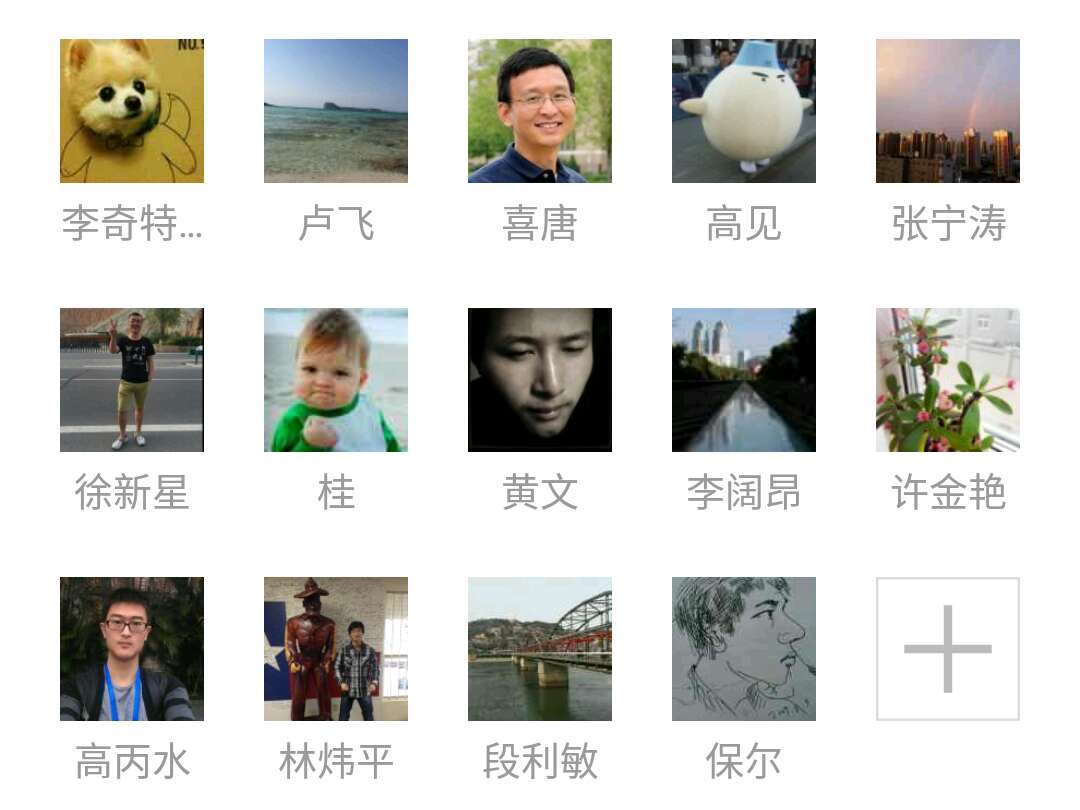 NO.
李奇特...
卢飞
喜唐
高见
张宁涛
徐新星
桂
黄文
李阔昂
许金艳
高丙水
林炜平
段利敏
保尔